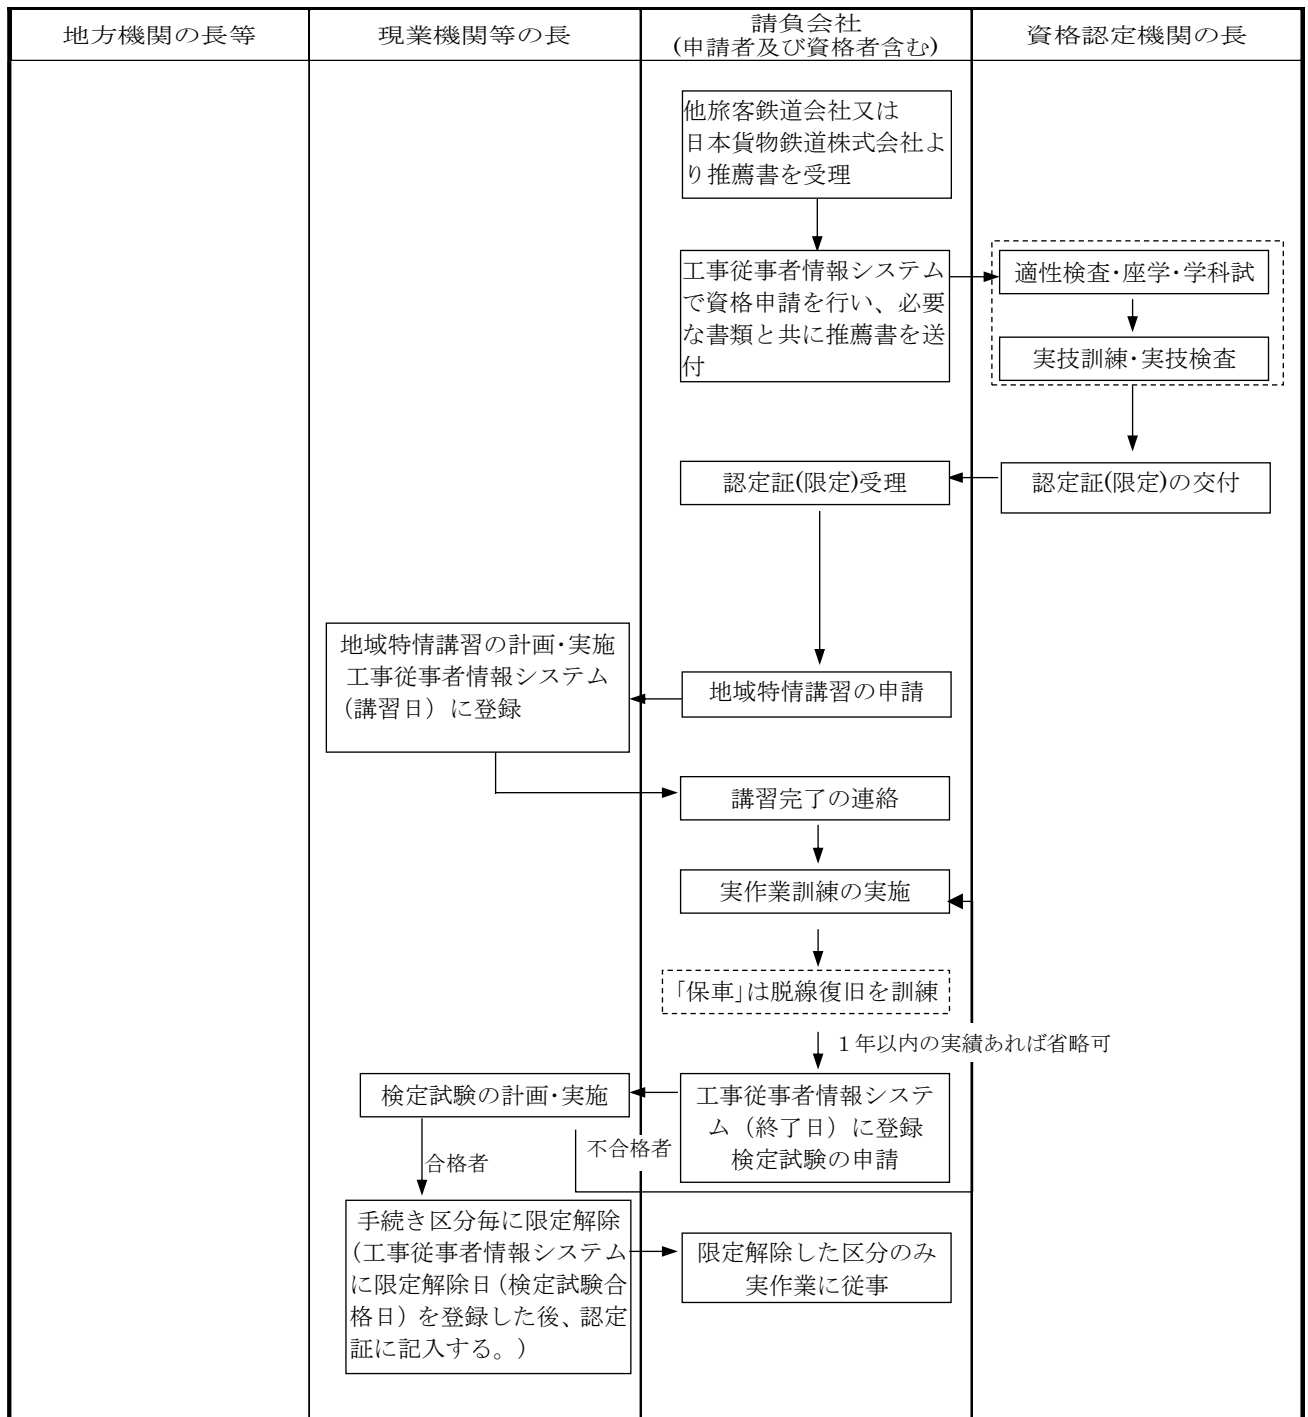 地方機関の長等
現業機関等の長
請負会社
(申請者及び資格者含む)
資格認定機関の長
他旅客鉄道会社又は
日本貨物鉄道株式会社よ
り推薦書を受理
工事従事者情報システム
で資格申請を行い、必要
な書類と共に推薦書を送
付
適性検査・座学・学科試
実技訓練・実技検査
認定証(限定)受理
認定証(限定)の交付
地域特情講習の計画・実施
工事従事者情報システム
（講習日）に登録
地域特情講習の申請
講習完了の連絡
実作業訓練の実施
「保車」は脱線復旧を訓練
１年以内の実績あれば省略可
検定試験の計画・実施
工事従事者情報システ
ム（終了日）に登録
検定試験の申請
不合格者
合格者
手続き区分毎に限定解除
（工事従事者情報システム
に限定解除日（検定試験合
格日）を登録した後、認定
証に記入する。）
限定解除した区分のみ
実作業に従事